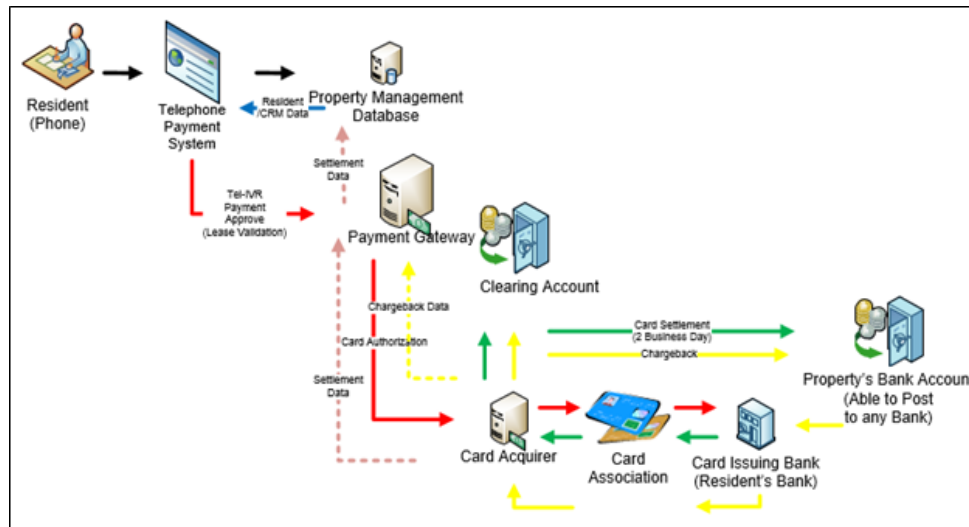 Resident
(Phone)
Telephone
Payment
System
Resident
/CRM Data
Property Management
Database
Settlement
Data
Tel-IVR
Payment
Approve
(Lease Validation)
Payment Gateway
Clearing Account
Chargeback Data
Card Authorization
Settlement
Data
Card Settlement
(2 Business Day)
Chargeback
Property's Bank Account
(Able to Post
to any Bank)
Card Acquirer
Card
Association
Card Issuing Bank
(Resident's Bank)